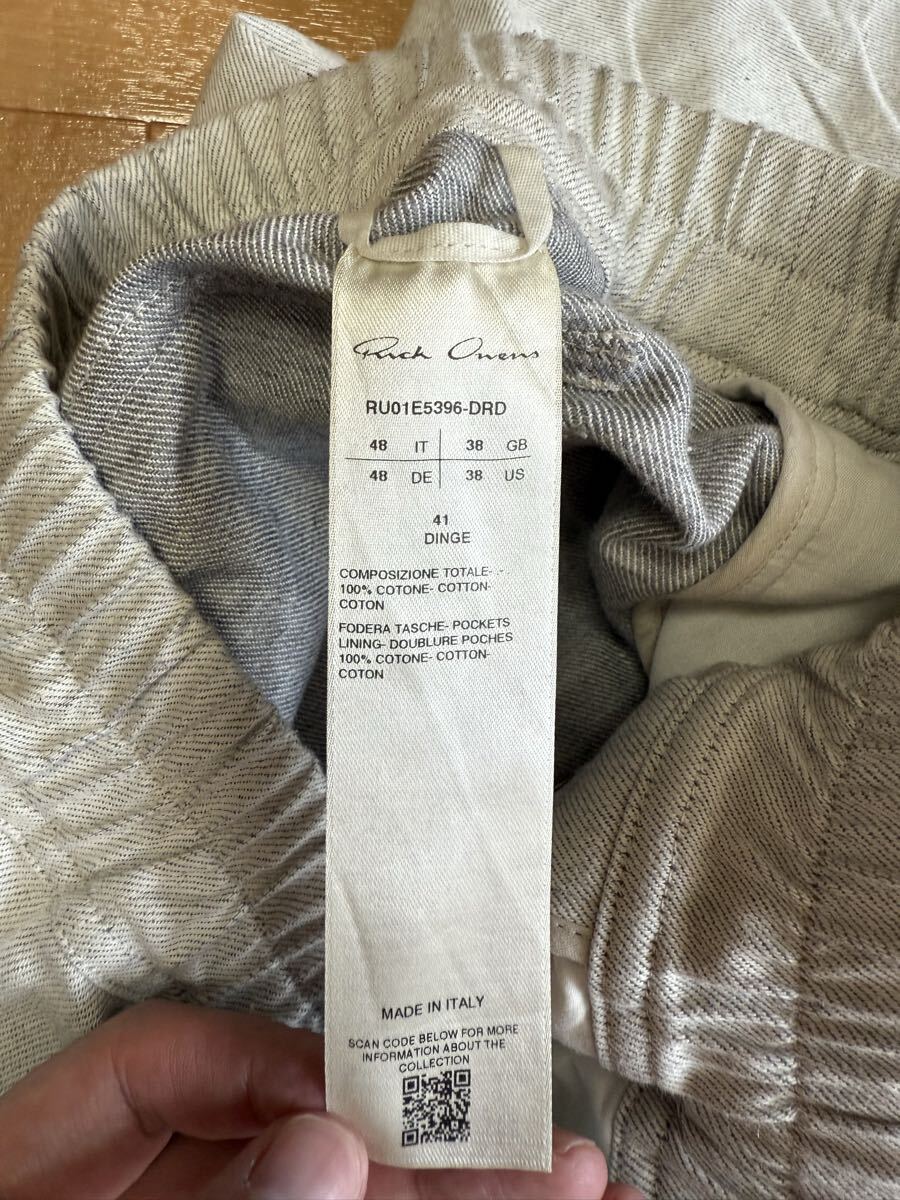 Rick Owens
RU01E5396-DRD
48 IT 38 GB
48 DE 38 US
41
DINGE
COMPOSIZIONE TOTALE- .-
100% COTONE- COTTON-
COTON
FODERA TASCHE- POCKETS
LINING- DOUBLURE POCHES
100% COTONE- COTTON-
COTON
MADE IN ITALY
SCAN CODE BELOW FOR MORE
INFORMATION ABOUT THE
COLLECTION